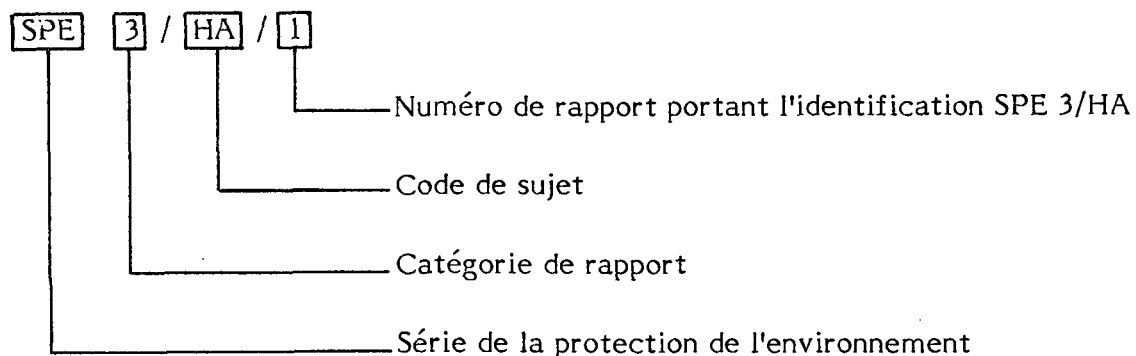 SPE 3 / HA / 1
Numéro de rapport portant l'identification SPE 3/HA
Code de sujet
Catégorie de rapport
Série de la protection de l'environnement